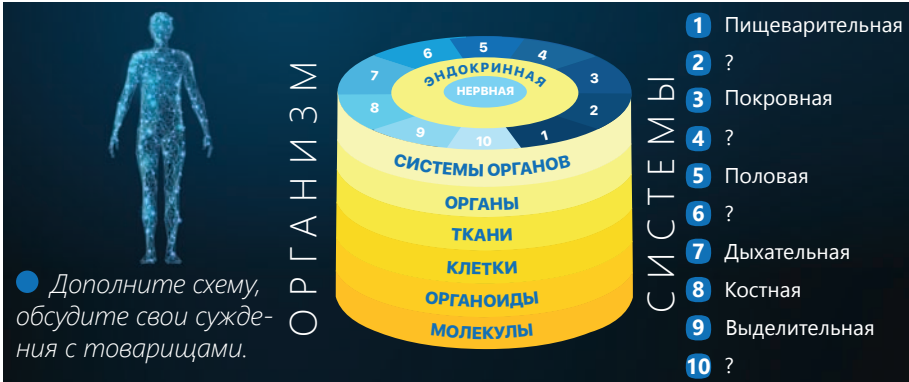 ОРГАНИЗМ
6
5
4
7
ЭНДОКРИННАЯ
3
НЕРВНАЯ
8
2
9
10
1
СИСТЕМЫ ОРГАНОВ
ОРГАНЫ
ТКАНИ
КЛЕТКИ
ОРГАНОИДЫ
МОЛЕКУЛЫ
Дополните схему,
обсудите свои сужде-
ния с товарищами.
СИСТЕМЫ
1 Пищеварительная
2 ?
3 Покровная
4 ?
5 Половая
6 ?
7 Дыхательная
8 Костная
9 Выделительная
10 ?